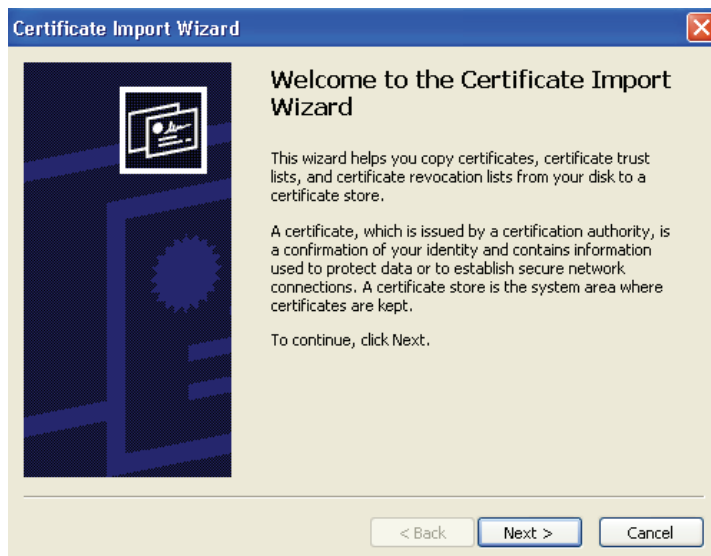 Certificate Import Wizard
Welcome to the Certificate Import
Wizard
This wizard helps you copy certificates, certificate trust
lists, and certificate revocation lists from your disk to a
certificate store.
A certificate, which is issued by a certification authority, is
a confirmation of your identity and contains information
used to protect data or to establish secure network
connections. A certificate store is the system area where
certificates are kept.
To continue, click Next.
< Back Next > Cancel